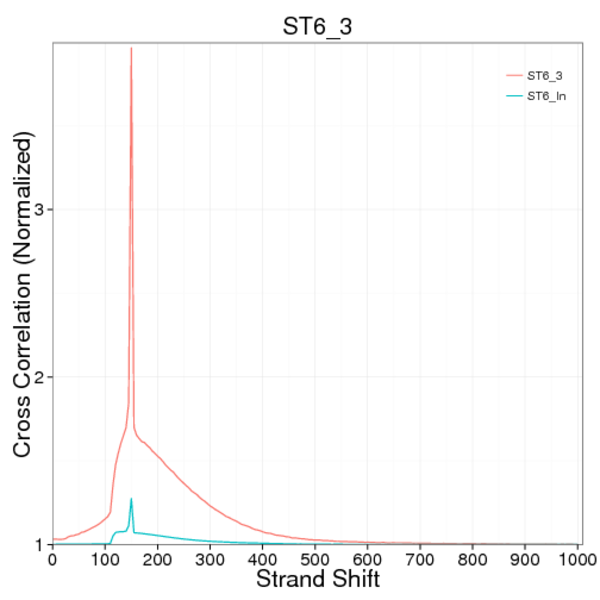 ST6_3
ST6_3
ST6_In
Cross Correlation (Normalized)
3
2
1
0 100 200 300 400 500 600 700 800 900 1000
Strand Shift